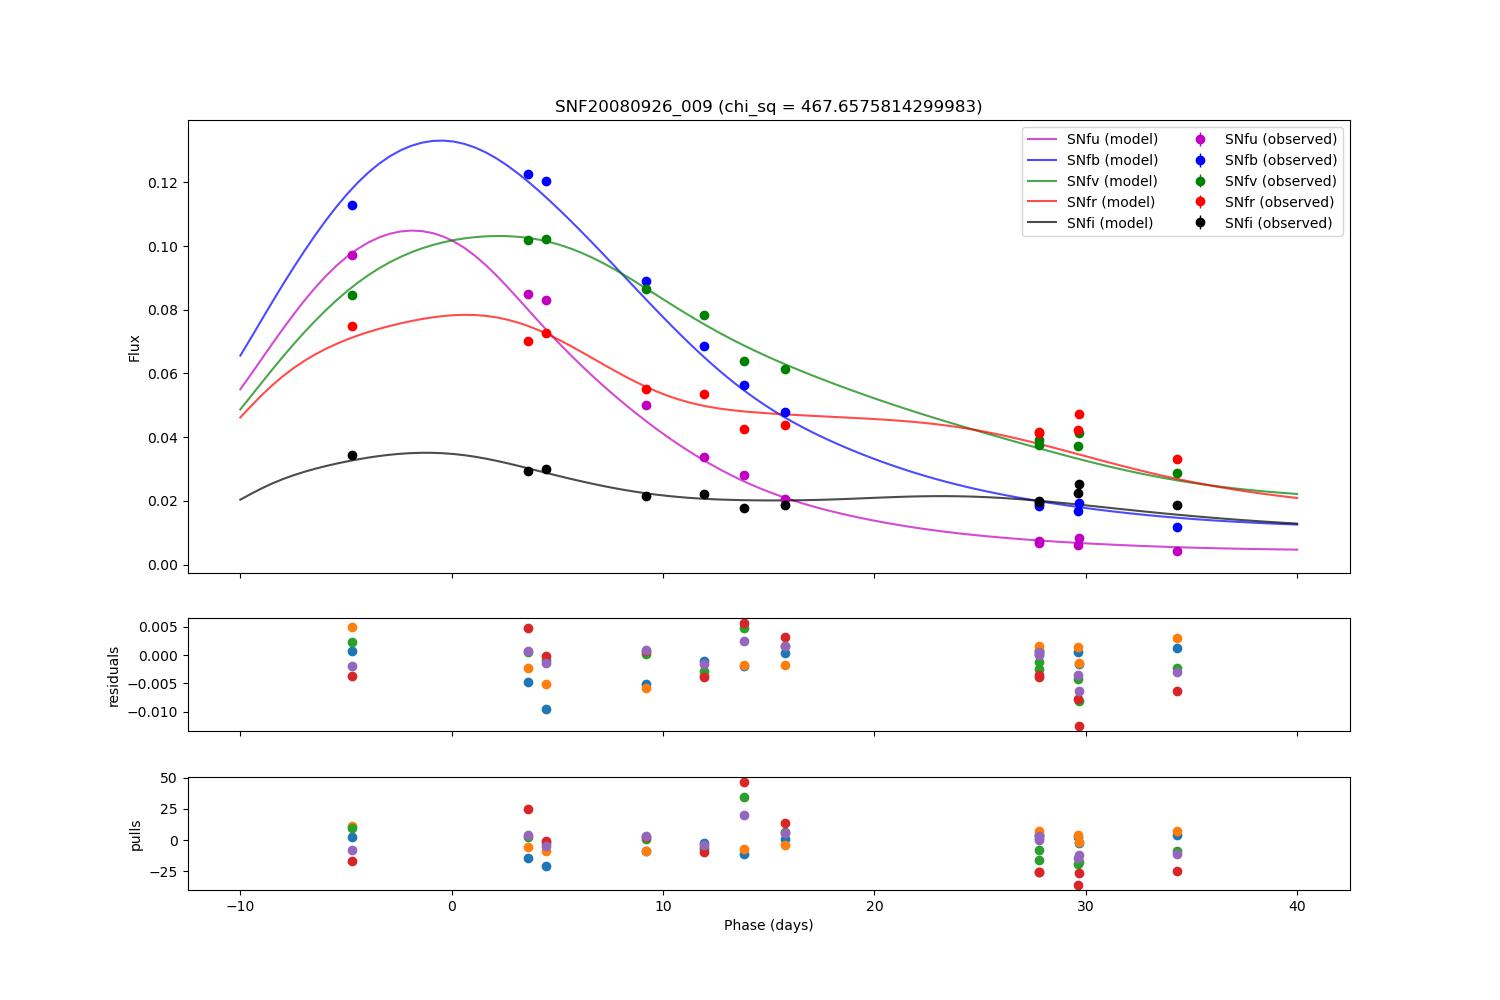 SNF20080926_009 (chi_sq = 467.6575814299983)
SNfu (model) SNfu (observed)
SNfb (model) SNfb (observed)
SNfv (model) SNfv (observed)
SNfr (model) SNfr (observed)
SNfi (model) SNfi (observed)
Flux
0.12
0.10
0.08
0.06
0.04
0.02
0.00
residuals
0.005
0.000
−0.005
−0.010
pulls
50
25
0
−25
−10 0 10 20 30 40
Phase (days)